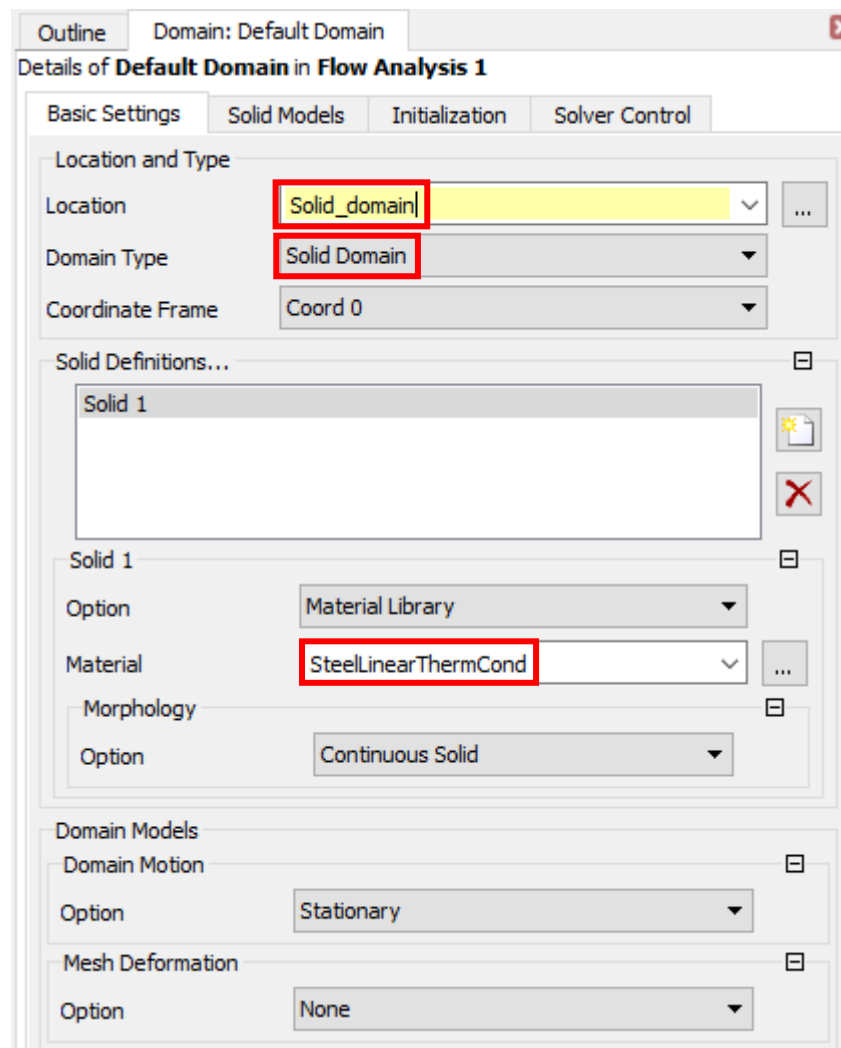 Outline Domain: Default Domain
Details of Default Domain in Flow Analysis 1
Basic Settings Solid Models Initialization Solver Control
Location and Type
Location Solid_domain ...
Domain Type Solid Domain
Coordinate Frame Coord 0
Solid Definitions...
Solid 1
Solid 1
Option Material Library
Material SteelLinearThermCond ...
Morphology
Option Continuous Solid
Domain Models
Domain Motion
Option Stationary
Mesh Deformation
Option None